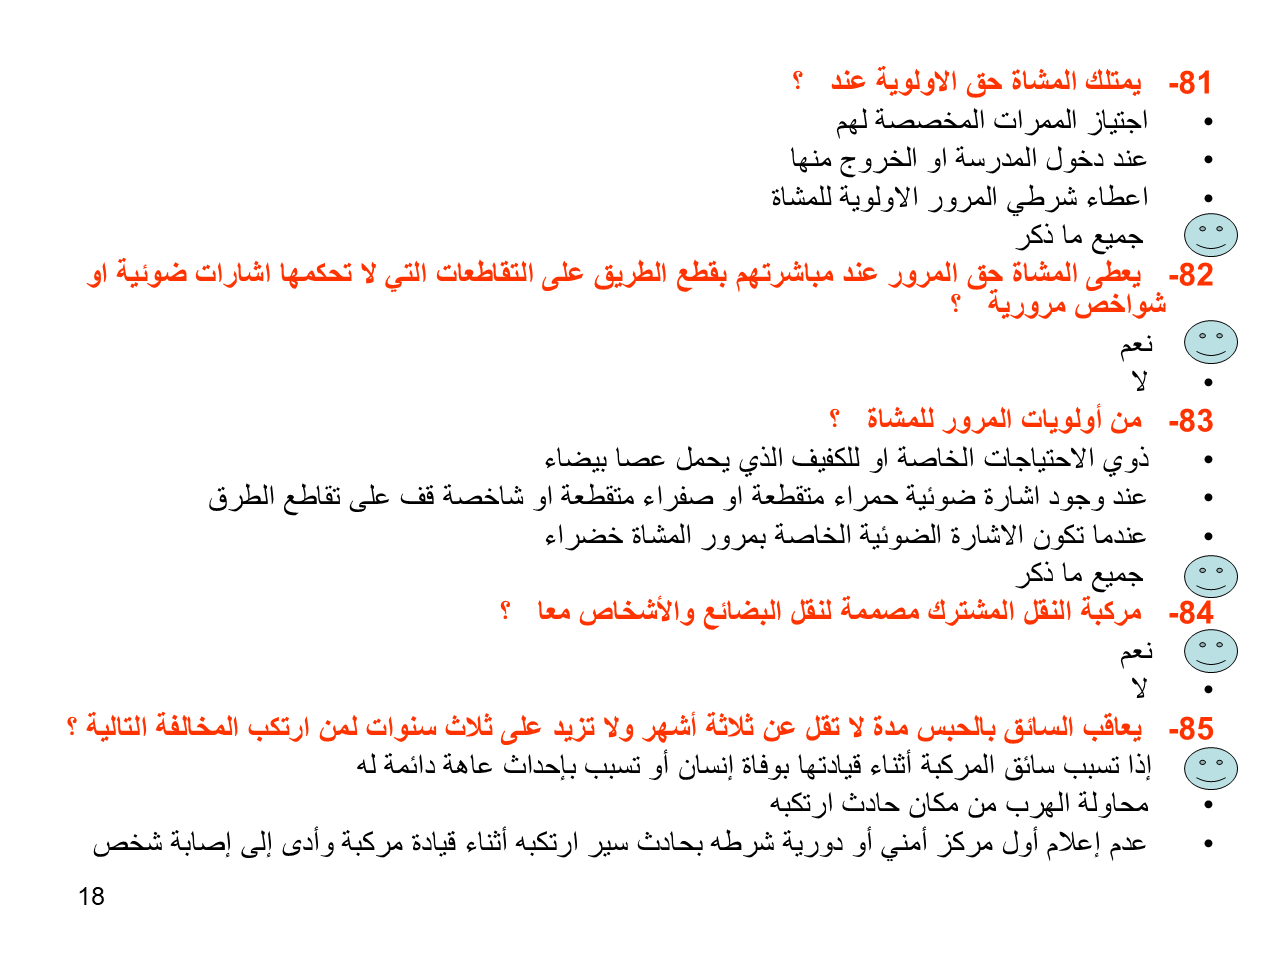 81- يمتلك المشاة حق الاولوية عند ؟
• اجتياز الممرات المخصصة لهم
• عند دخول المدرسة او الخروج منها
• اعطاء شرطي المرور الاولوية للمشاة
جميع ما ذكر
82- يعطى المشاة حق المرور عند مباشرتهم بقطع الطريق على التقاطعات التي لا تحكمها اشارات ضوئية او
شواخص مرورية ؟
نعم
• لا
83- من أولويات المرور للمشاة ؟
• ذوي الاحتياجات الخاصة او للكفيف الذي يحمل عصا بيضاء
• عند وجود اشارة ضوئية حمراء متقطعة او صفراء متقطعة او شاخصة قف على تقاطع الطرق
• عندما تكون الاشارة الضوئية الخاصة بمرور المشاة خضراء
جميع ما ذكر
84- مركبة النقل المشترك مصممة لنقل البضائع والأشخاص معا ؟
نعم
• لا
85- يعاقب السائق بالحبس مدة لا تقل عن ثلاثة أشهر ولا تزيد على ثلاث سنوات لمن ارتكب المخالفة التالية ؟
إذا تسبب سائق المركبة أثناء قيادتها بوفاة إنسان أو تسبب بإحداث عاهة دائمة له
• محاولة الهرب من مكان حادث ارتكبه
• عدم إعلام أول مركز أمني أو دورية شرطه بحادث سير ارتكبه أثناء قيادة مركبة وأدى إلى إصابة شخص
18